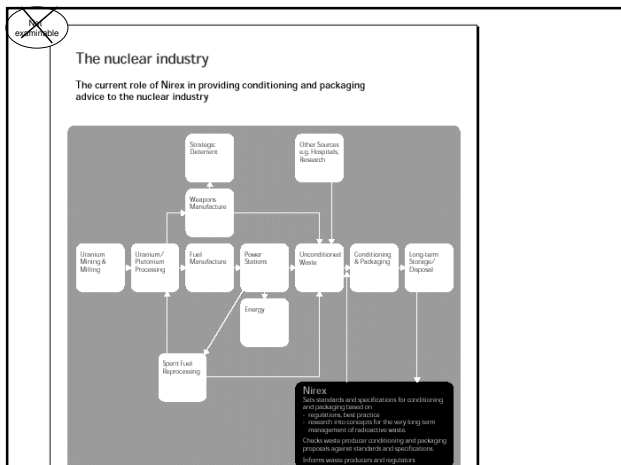 Not
examinable
The nuclear industry
The current role of Nirex in providing conditioning and packaging
advice to the nuclear industry
Strategic
Deterrent
Other Sources
e.g. Hospitals,
Research
Weapons
Manufacture
Uranium
Mining &
Milling
Uranium/
Plutonium
Processing
Fuel
Manufacture
Power
Stations
Unconditioned
Waste
Conditioning
& Packaging
Long-term
Storage/
Disposal
Energy
Spent Fuel
Reprocessing
Nirex
Sets standards and specifications for conditioning
and packaging based on
- regulations, best practice
- research into concepts for the very long-term
management of radioactive waste.
Checks waste producer conditioning and packaging
proposals against standards and specifications.
Informs waste producers and regulators.